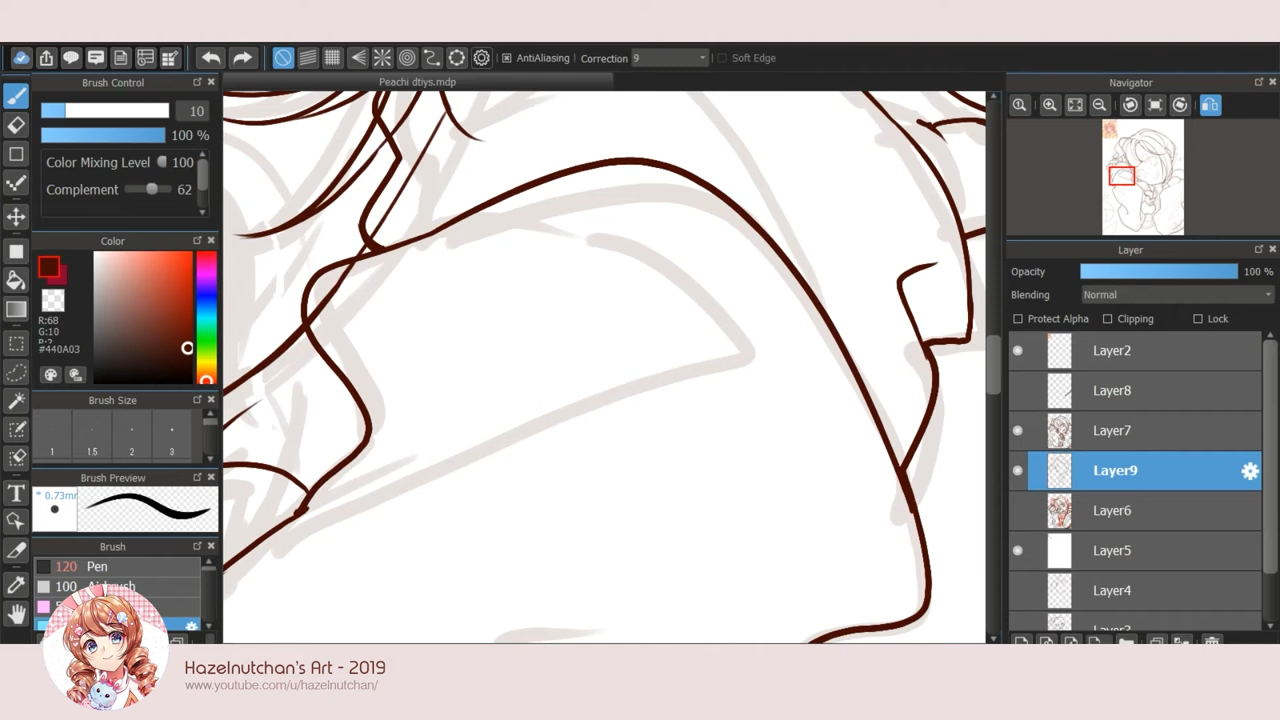 AntiAliasing Correction 9 Soft Edge
Brush Control
Peachi dtiys.mdp
Navigator
10
100 %
Color Mixing Level 100
Complement 62
Color
R:68
G:10
#440A03
Layer
Opacity 100 %
Blending Normal
Protect Alpha Clipping Lock
Layer2
Layer8
Layer7
Layer9
Layer6
Layer5
Layer4
Brush Size
1 1.5 2 3
Brush Preview
* 0.73m
Brush
120 Pen
100 Airbrush
T
Hazelnutchan's Art - 2019
www.youtube.com/u/hazelnutchan/